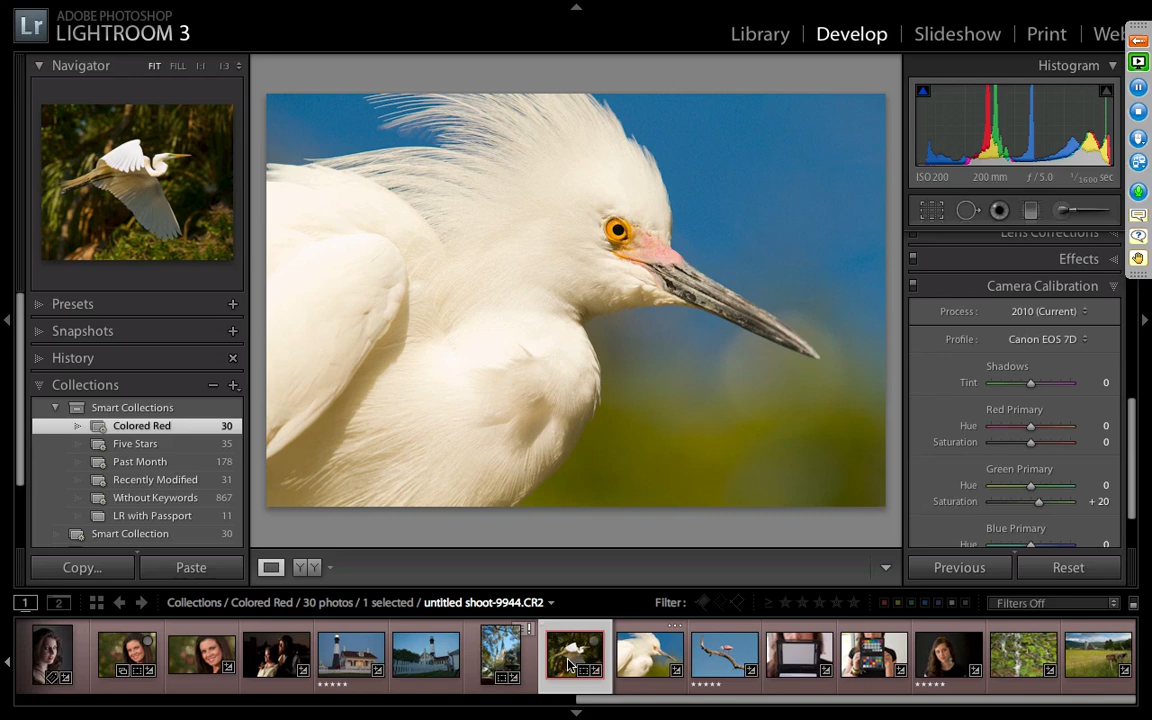 Lr
ADOBE PHOTOSHOP
LIGHTROOM 3
Library | Develop | Slideshow | Print | Web
Navigator FIT FILL 1:1 1:3
Histogram
ISO 200 200 mm ƒ / 5.0 1/1600 sec
Lens Corrections
Effects
Camera Calibration
Process : 2010 (Current)
Profile : Canon EOS 7D
Shadows
Tint 0
Red Primary
Hue 0
Saturation 0
Green Primary
Hue 0
Saturation + 20
Blue Primary
Hue 0
Presets
Snapshots
History
Collections
Smart Collections
Colored Red 30
Five Stars 35
Past Month 178
Recently Modified 31
Without Keywords 867
LR with Passport 11
Smart Collection 30
Copy... Paste
Y Y
Previous Reset
1 2
Collections / Colored Red / 30 photos / 1 selected / untitled shoot-9944.CR2
Filter : Filters Off